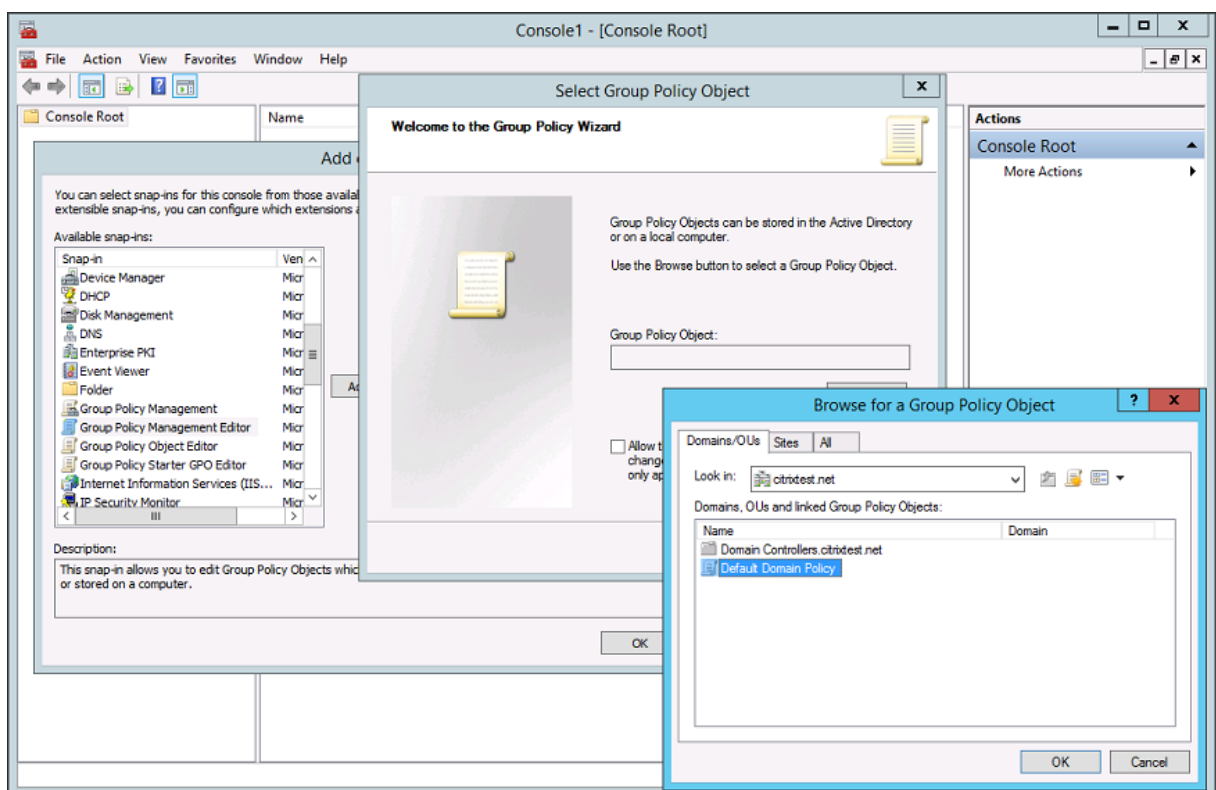 Console1 - [Console Root]
File Action View Favorites Window Help
Console Root
Name
Actions
Console Root
More Actions
Add
You can select snap-ins for this console from those
extensible snap-ins, you can configure which extensions
Available snap-ins:
Snap-in Ven
Device Manager Micr
DHCP Micr
Disk Management Micr
DNS Micr
Enterprise PKI Micr
Event Viewer Micr
Folder Micr
Group Policy Management Micr
Group Policy Management Editor Micr
Group Policy Object Editor Micr
Group Policy Starter GPO Editor Micr
Internet Information Services (IIS... Micr
IP Security Monitor Micr
Description:
This snap-in allows you to edit Group Policy Objects whic
or stored on a computer.
OK
Select Group Policy Object
Welcome to the Group Policy Wizard
Group Policy Objects can be stored in the Active Directory
or on a local computer.
Use the Browse button to select a Group Policy Object.
Group Policy Object:
Allow t
change
only ap
Browse for a Group Policy Object
Domains/OUs Sites All
Look in: citrixtest.net
Domains, OUs and linked Group Policy Objects:
Name Domain
Domain Controllers.citrixtest.net
Default Domain Policy
OK Cancel